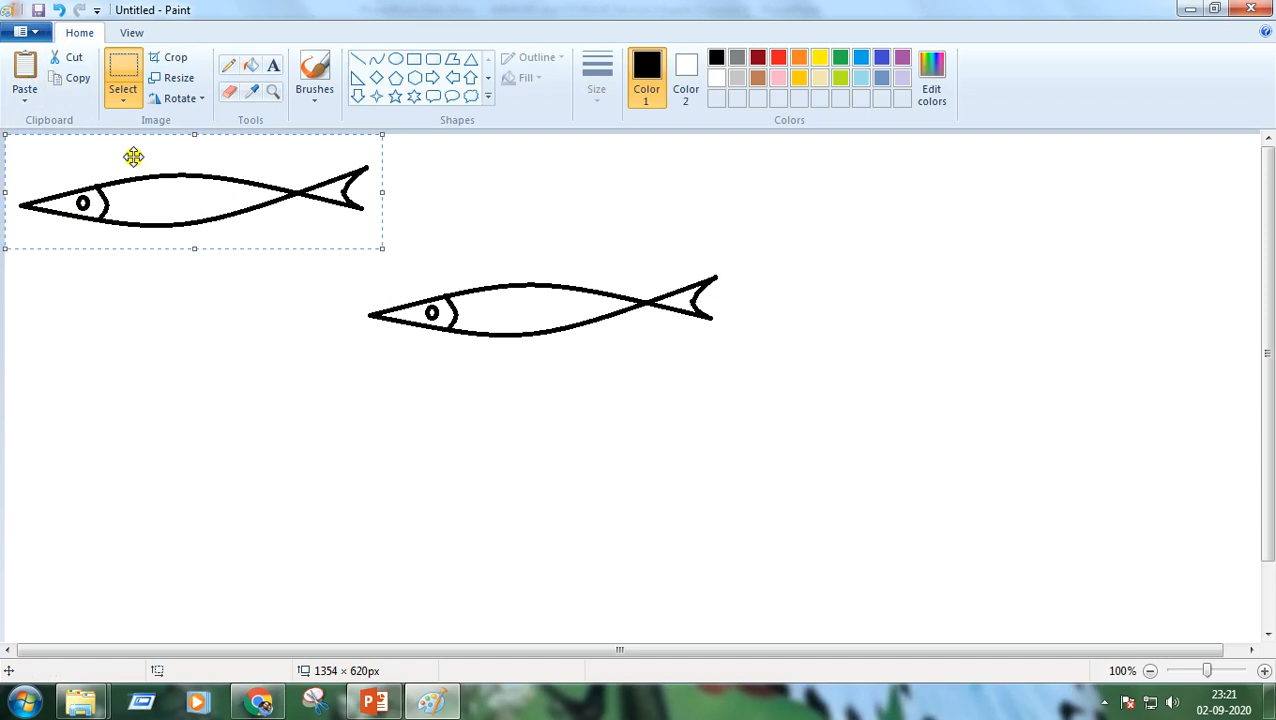 Untitled - Paint
Home
View
Paste
Cut
Copy
Clipboard
Select
Crop
Resize
Rotate
Image
A
Tools
Brushes
Outline
Fill
Shapes
Size
Color
1
Color
2
Edit
colors
Colors
1354 × 620px
100%
23:21
02-09-2020